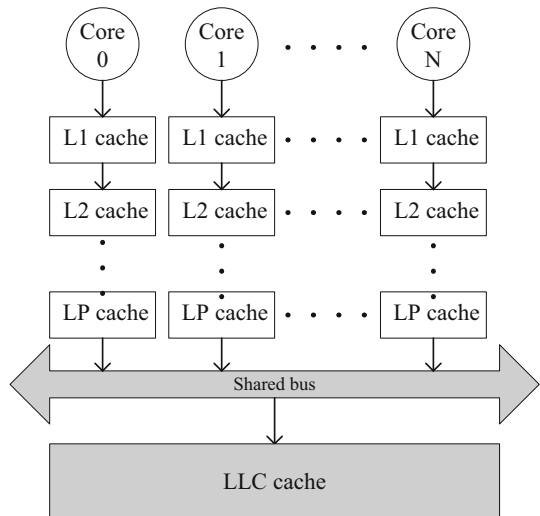 Core 0 Core 1 . . . . Core N
L1 cache L1 cache . . . . L1 cache
L2 cache L2 cache . . . . L2 cache
LP cache LP cache . . . . LP cache
Shared bus
LLC cache